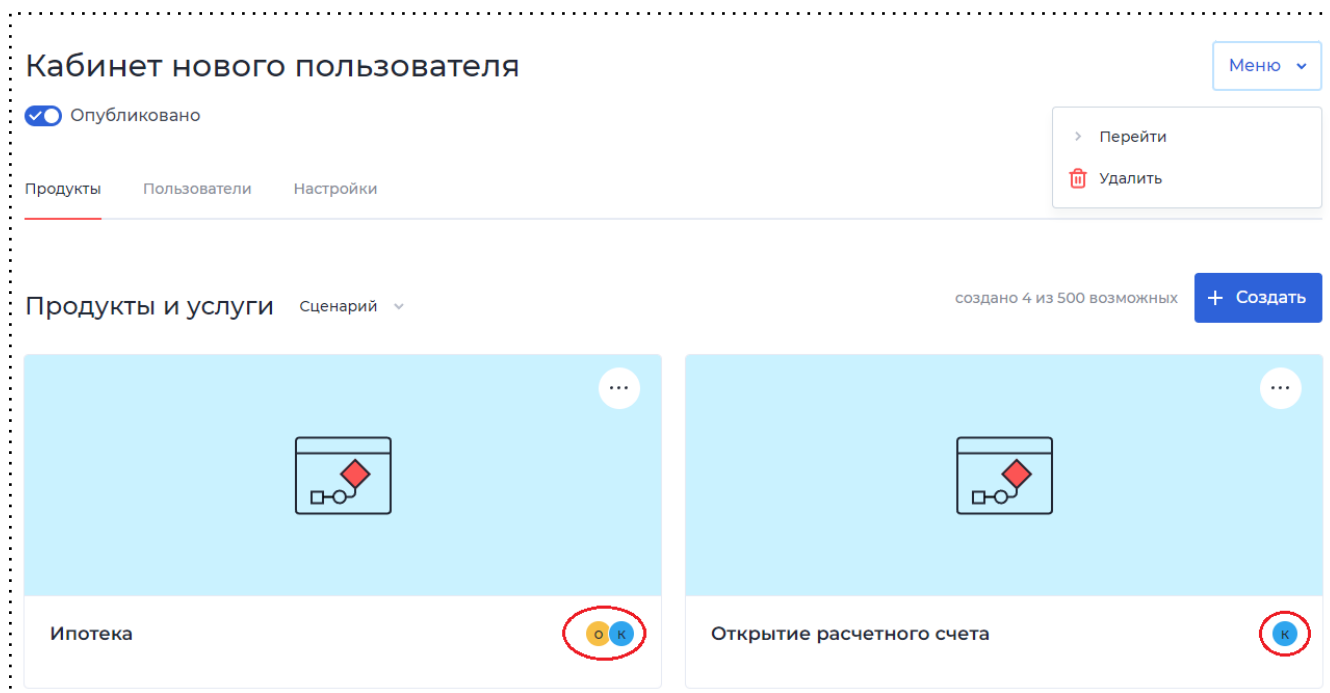 Кабинет нового пользователя
Меню
Опубликовано
Перейти
Удалить
Продукты Пользователи Настройки
Продукты и услуги Сценарий создано 4 из 500 возможных + Создать
Ипотека О К Открытие расчетного счета К